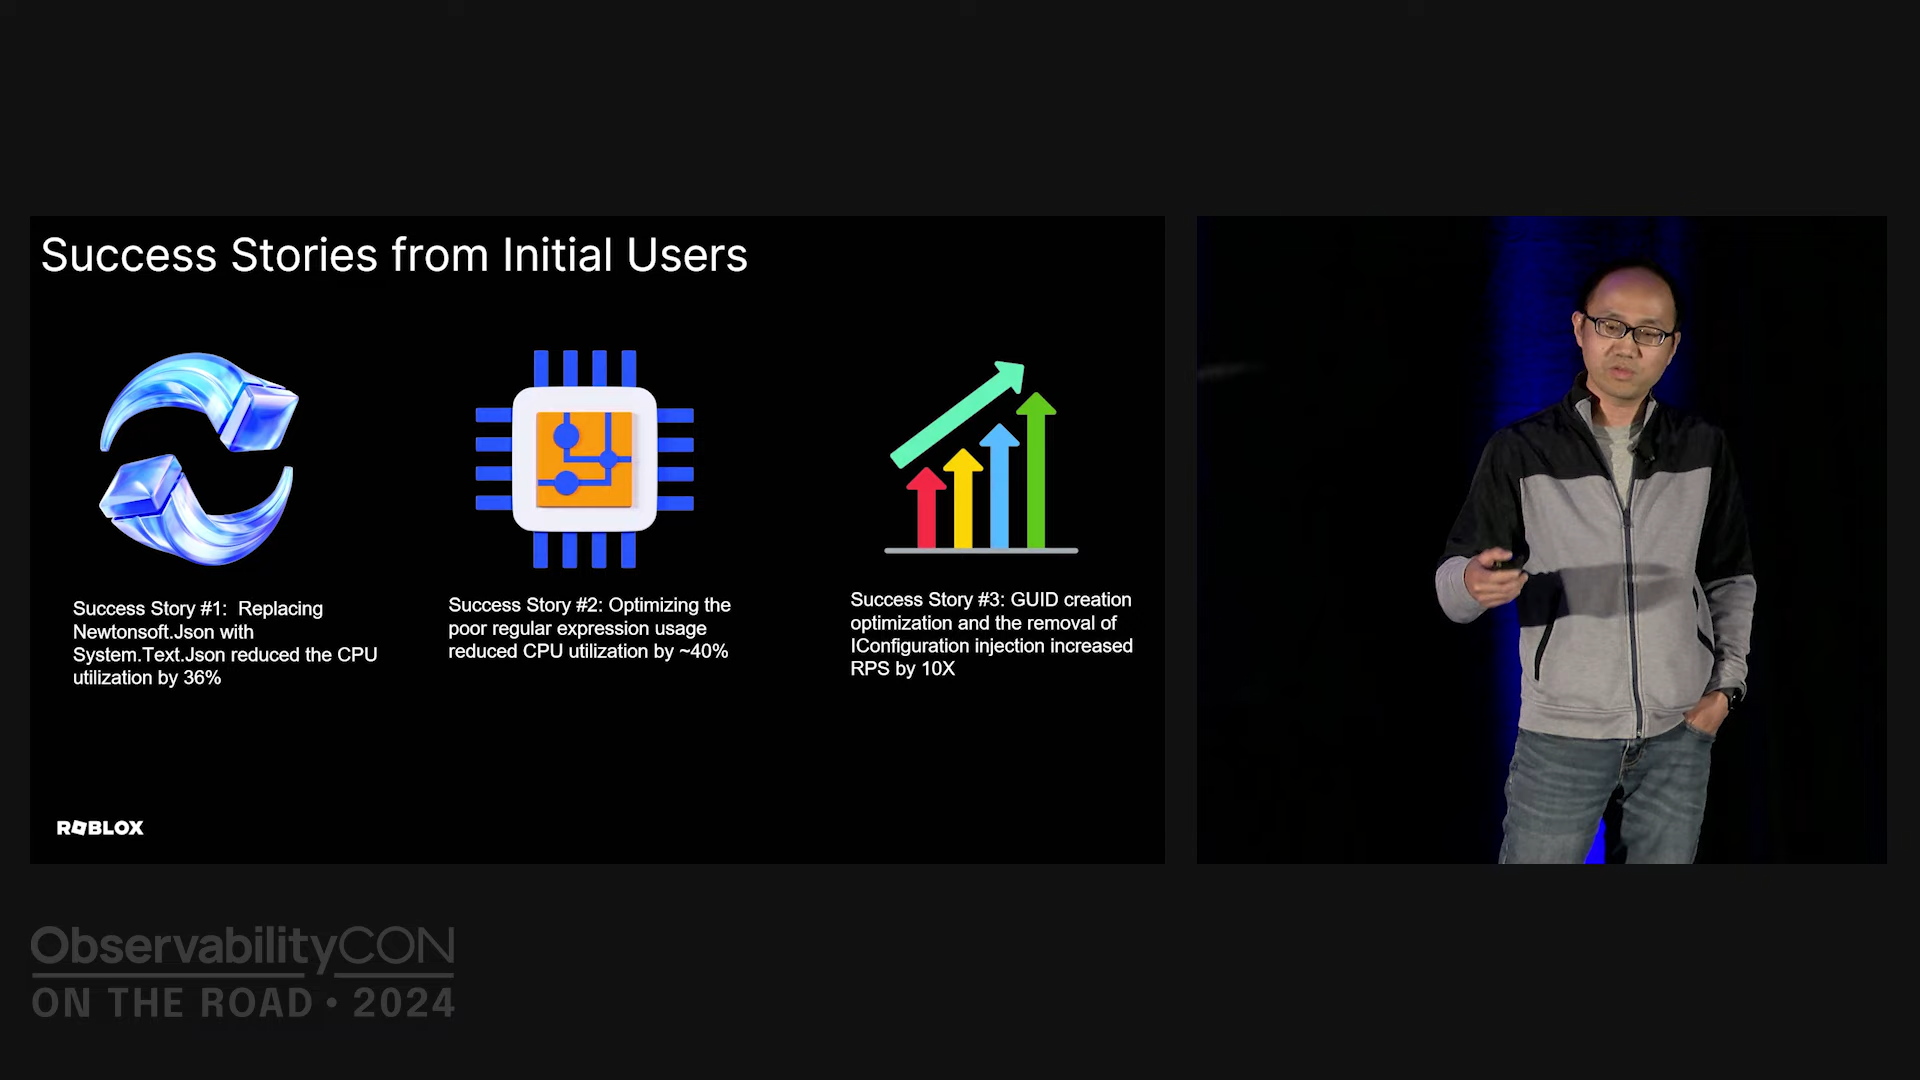 Success Stories from Initial Users
Success Story #1:  Replacing
Newtonsoft.Json with
System.Text.Json reduced the CPU
utilization by 36%
Success Story #2: Optimizing the
poor regular expression usage
reduced CPU utilization by ~40%
Success Story #3: GUID creation
optimization and the removal of
IConfiguration injection increased
RPS by 10X
ROBLOX
ObservabilityCON
ON THE ROAD • 2024